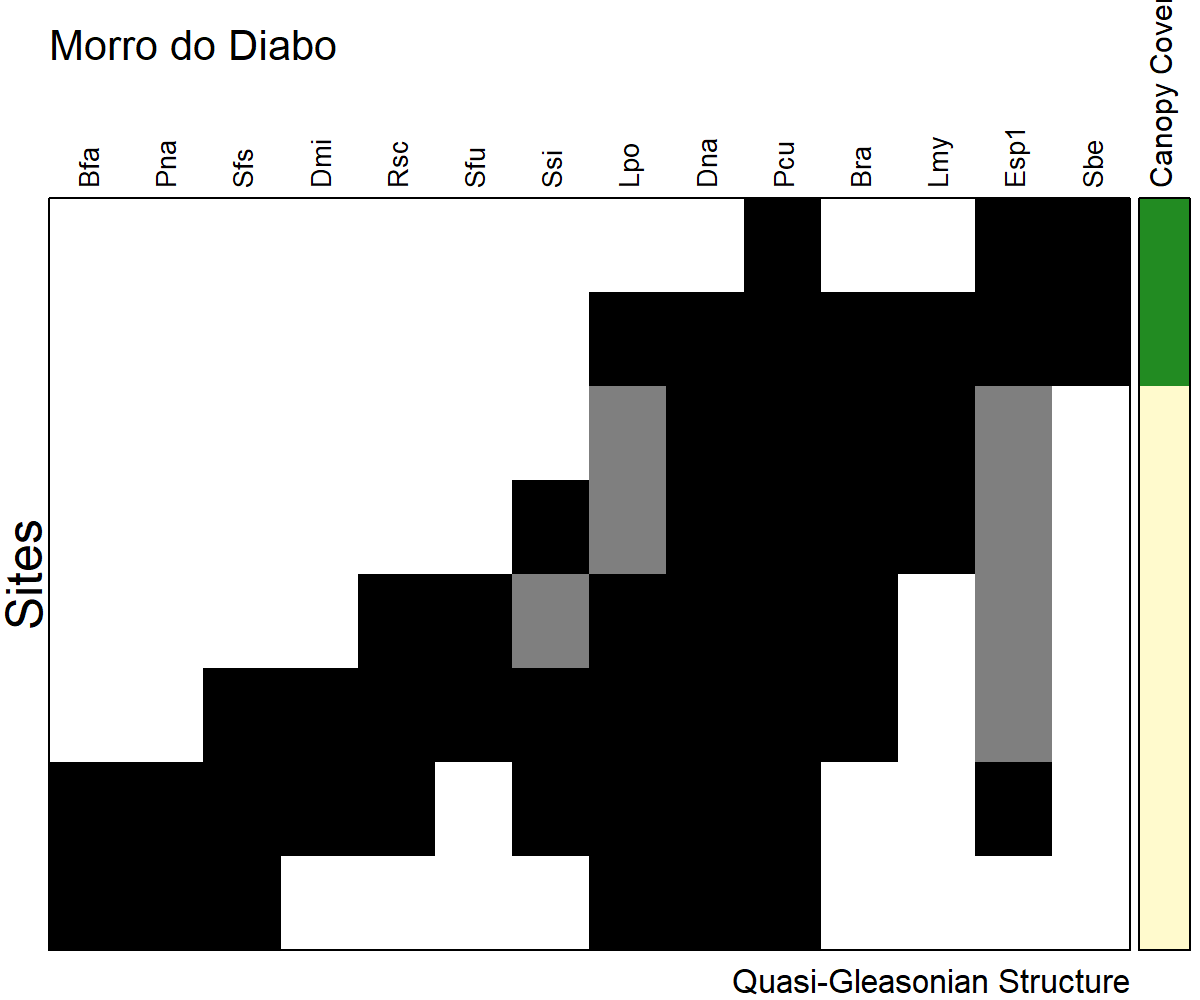 Morro do Diabo
Bfa
Pna
Sfs
Dmi
Rsc
Sfu
Ssi
Lpo
Dna
Pcu
Bra
Lmy
Esp1
Sbe
Canopy Cover
Sites
Quasi-Gleasonian Structure